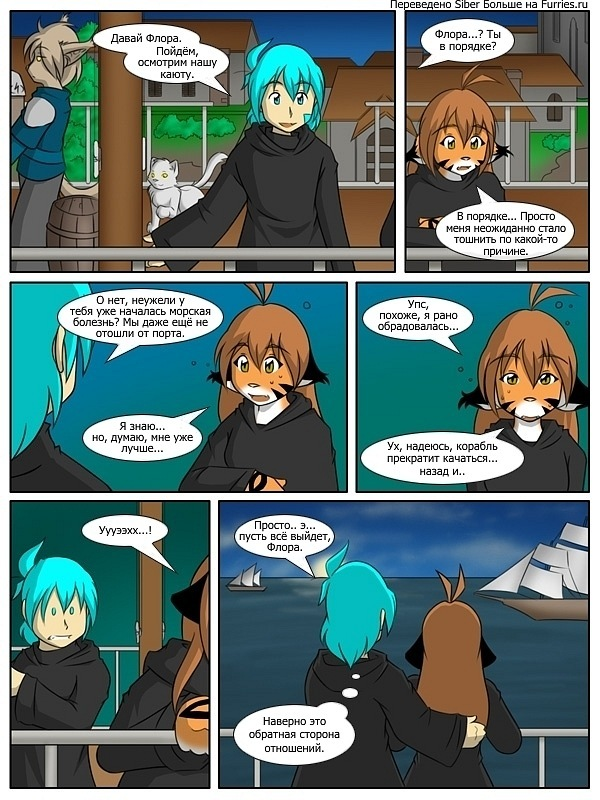 Переведено Siber Больше на Furries.ru
Давай Флора.
Пойдём,
осмотрим нашу
каюту.
Флора...? Ты
в порядке?
В порядке... Просто
меня неожиданно стало
тошнить по какой-то
причине.
О нет, неужели у
тебя уже началась морская
болезнь? Мы даже ещё не
отошли от порта.
Я знаю...
но, думаю, мне уже
лучше...
Упс,
похоже, я рано
обрадовалась...
Ух, надеюсь, корабль
прекратит качаться...
назад и..
Уууээхх...!
Просто.. э...
пусть всё выйдет,
Флора.
Наверно это
обратная сторона
отношений.